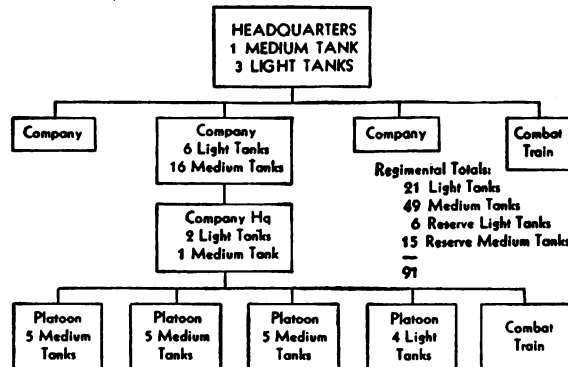 HEADQUARTERS
1 MEDIUM TANK
3 LIGHT TANKS
Company
Company
6 Light Tanks
16 Medium Tanks
Company
Combat
Train
Regimental Totals:
21 Light Tanks
49 Medium Tanks
6 Reserve Light Tanks
15 Reserve Medium Tanks
91
Company Hq
2 Light Tanks
1 Medium Tank
Platoon
5 Medium
Tanks
Platoon
5 Medium
Tanks
Platoon
5 Medium
Tanks
Platoon
4 Light
Tanks
Combat
Train